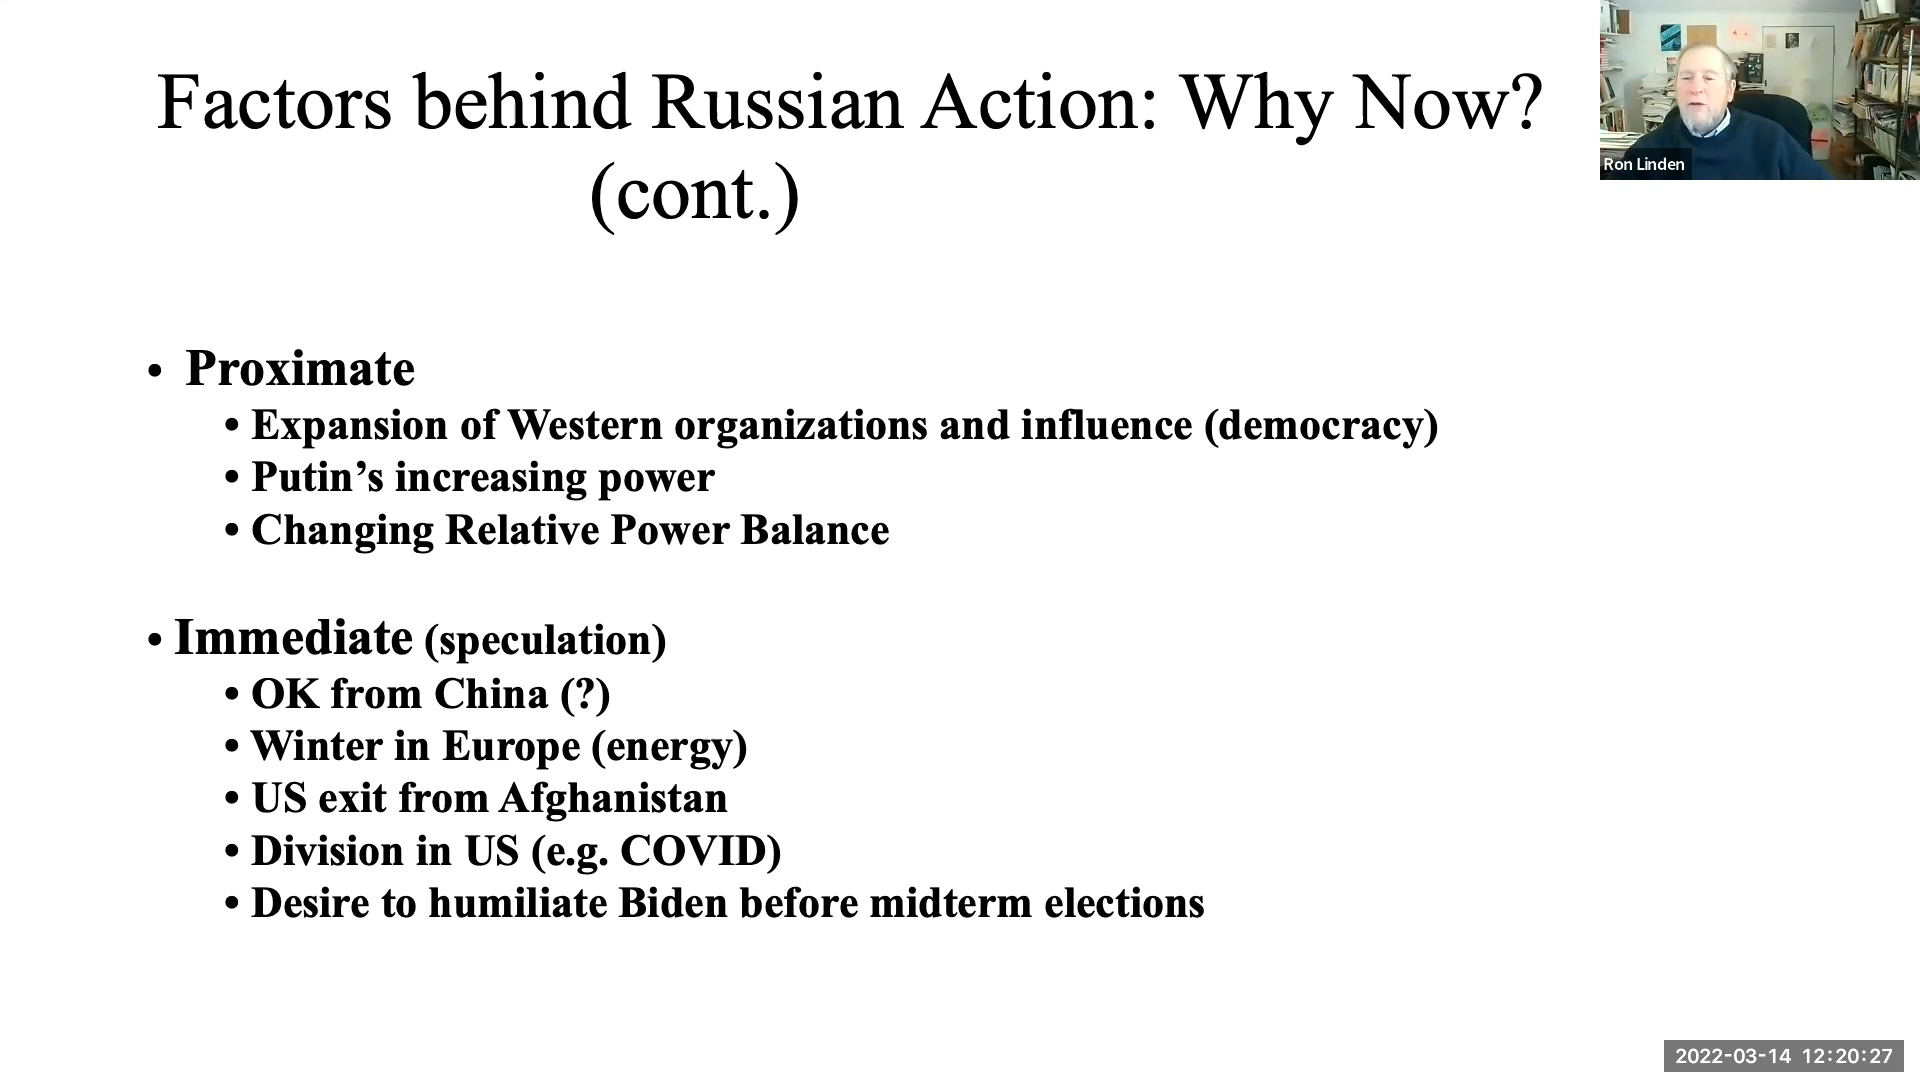 Factors behind Russian Action: Why Now?
(cont.)
Ron Linden
• Proximate
• Expansion of Western organizations and influence (democracy)
• Putin’s increasing power
• Changing Relative Power Balance
• Immediate (speculation)
• OK from China (?)
• Winter in Europe (energy)
• US exit from Afghanistan
• Division in US (e.g. COVID)
• Desire to humiliate Biden before midterm elections
2022-03-14 12:20:27